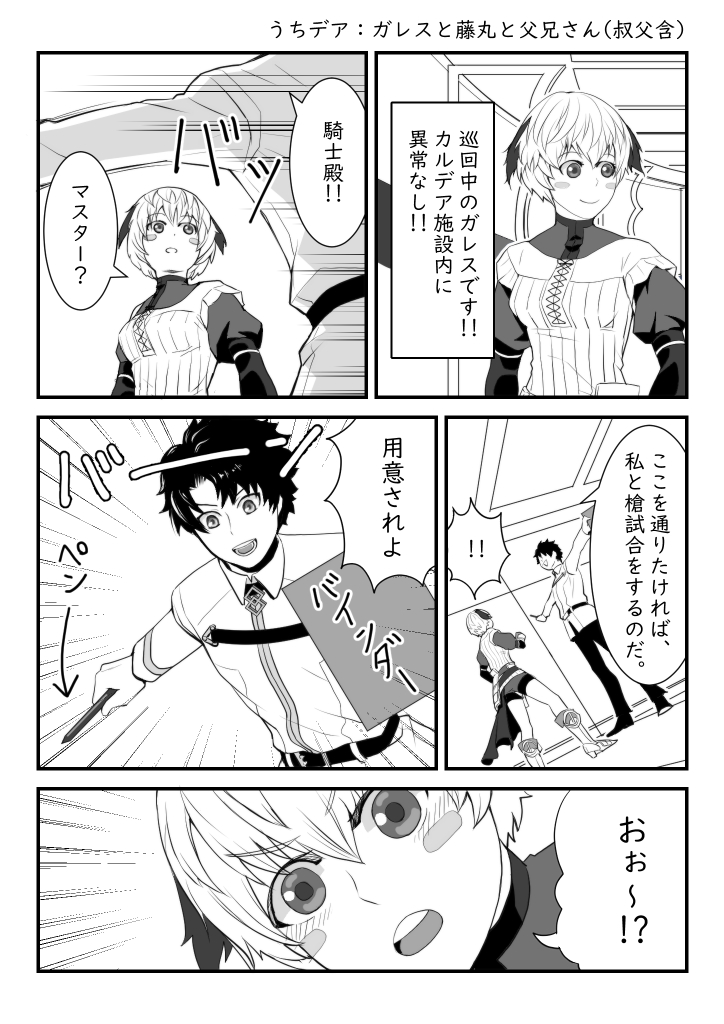 うちデア：ガレスと藤丸と父兄さん(叔父含)
巡回中のガレスです!!
カルデア施設内に
異常なし!!
騎士殿!!
バッ
マスター？
ここを通りたければ、
私と槍試合をするのだ。
!!
用意されよ
バッ
バインダー
ペン
おぉ～!?